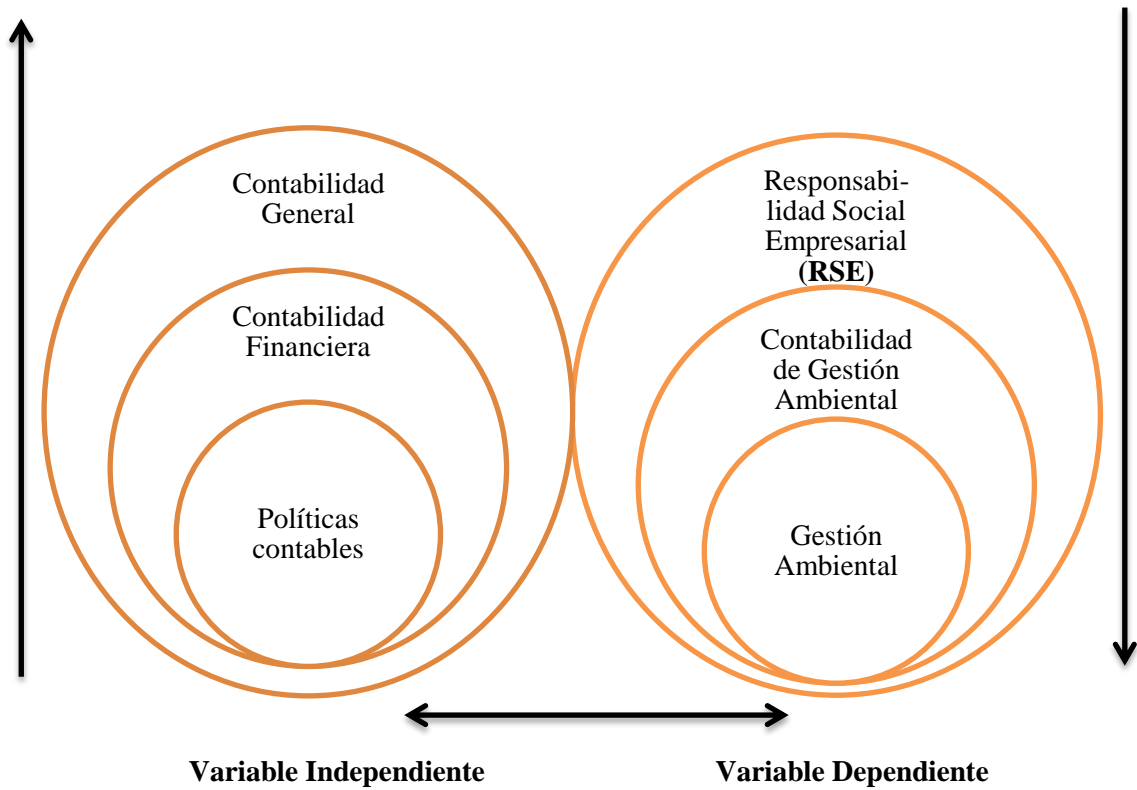 Contabilidad
General
Contabilidad
Financiera
Políticas
contables
Responsabi-
lidad Social
Empresarial
(RSE)
Contabilidad
de Gestión
Ambiental
Gestión
Ambiental
Variable Independiente
Variable Dependiente